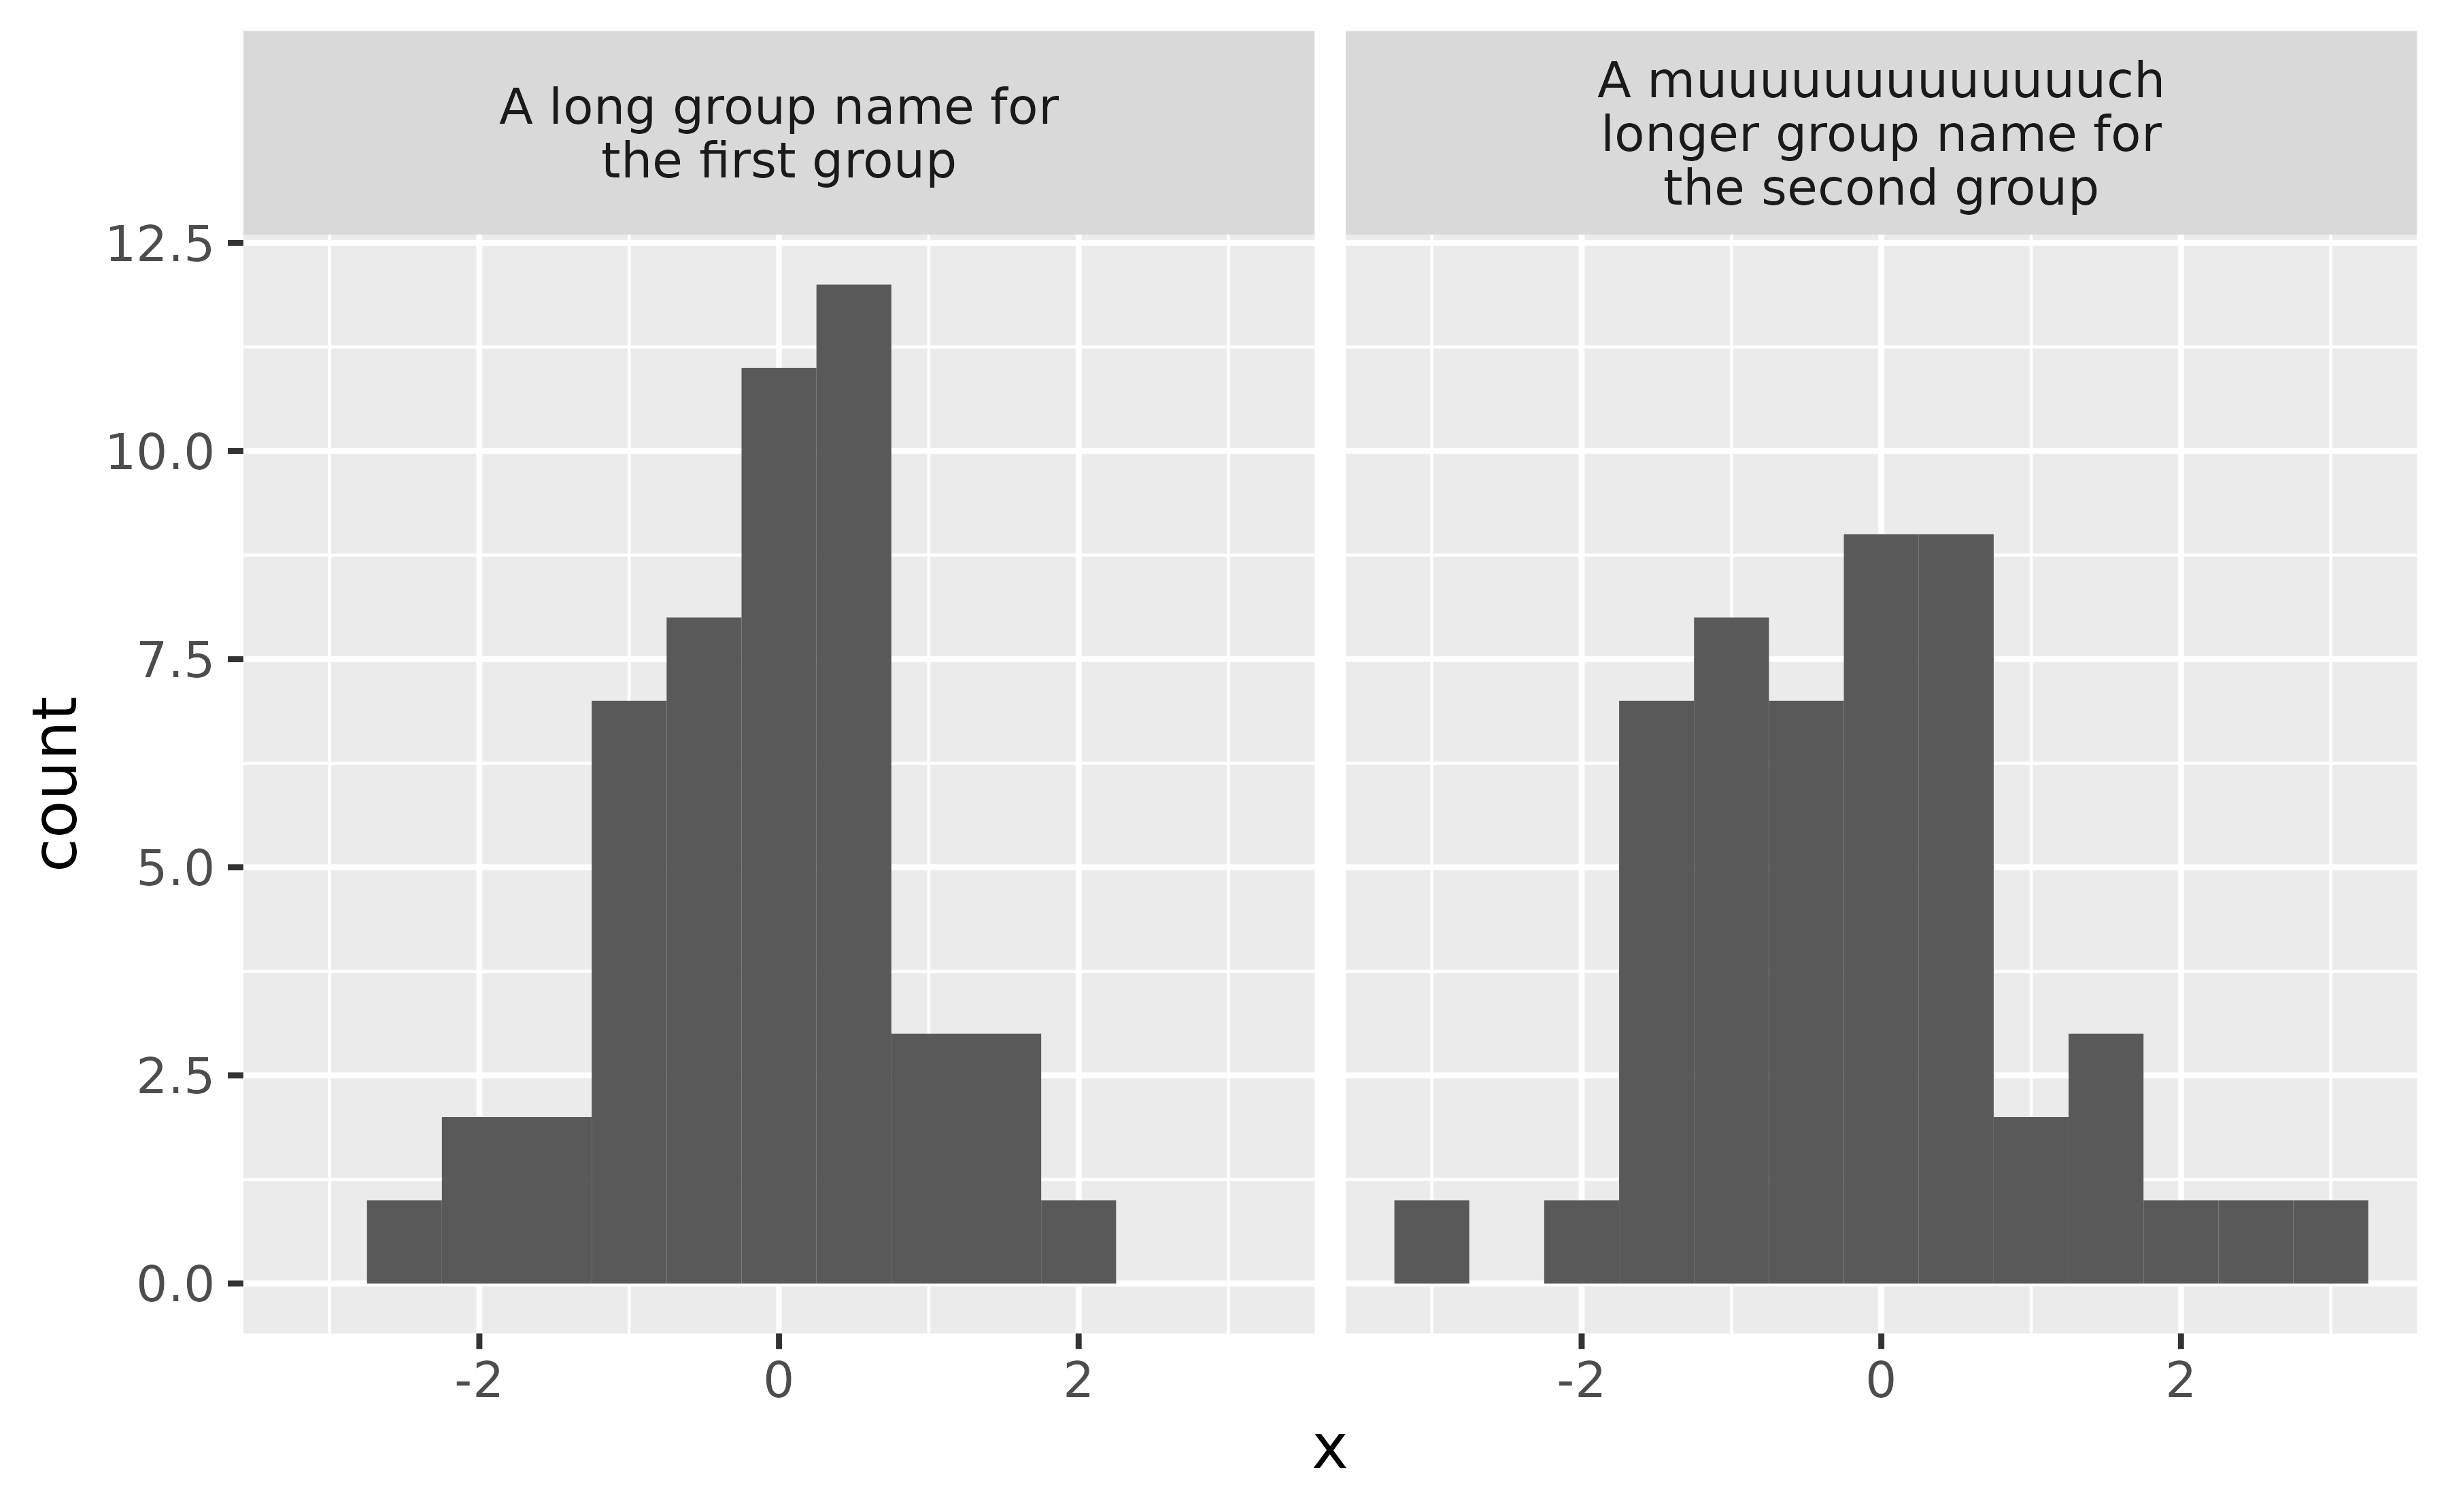 A long group name for
the first group
A muuuuuuuuuuuuuuch
longer group name for
the second group
12.5
10.0
7.5
5.0
2.5
0.0
count
-2 0 2
-2 0 2
x